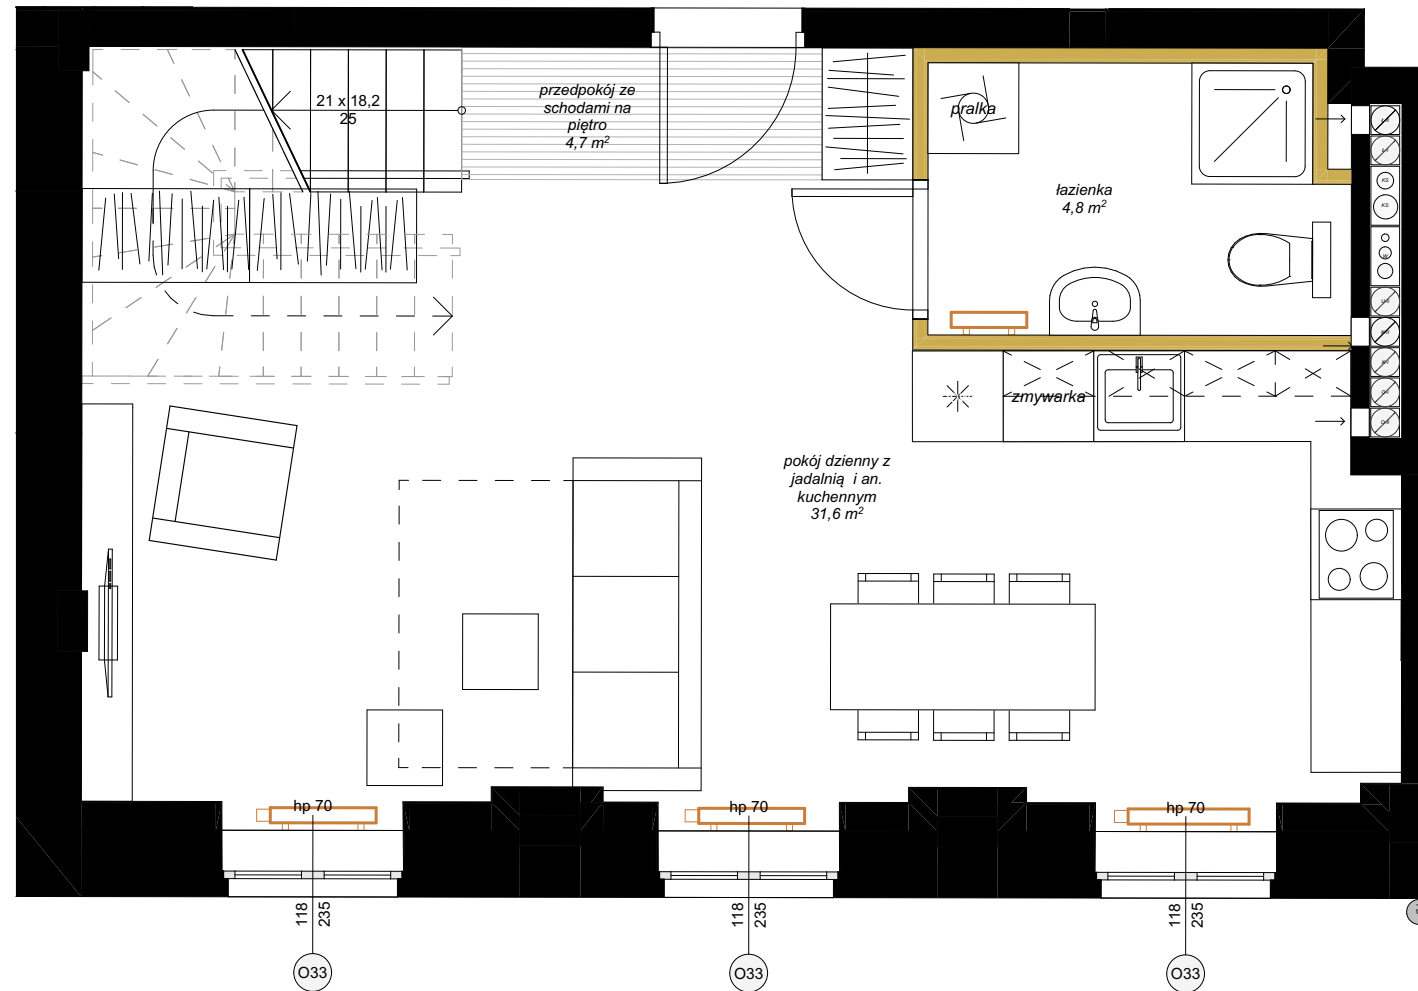 21 x 18,2
25
przedpokój ze
schodami na
piętro
4,7 m²
pralka
łazienka
4,8 m²
KS
KS
zmywarka
pokój dzienny z
jadalnią i an.
kuchennym
31,6 m²
hp 70
hp 70
hp 70
118
235
118
235
118
235
O33
O33
O33